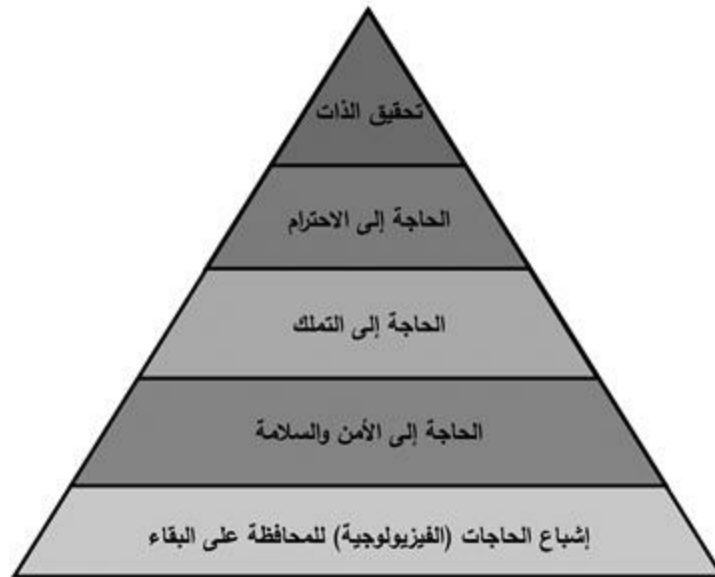 تحقيق الذات
الحاجة إلى الاحترام
الحاجة إلى التملك
الحاجة إلى الأمن والسلامة
إشباع الحاجات (الفيزيولوجية) للمحافظة على البقاء